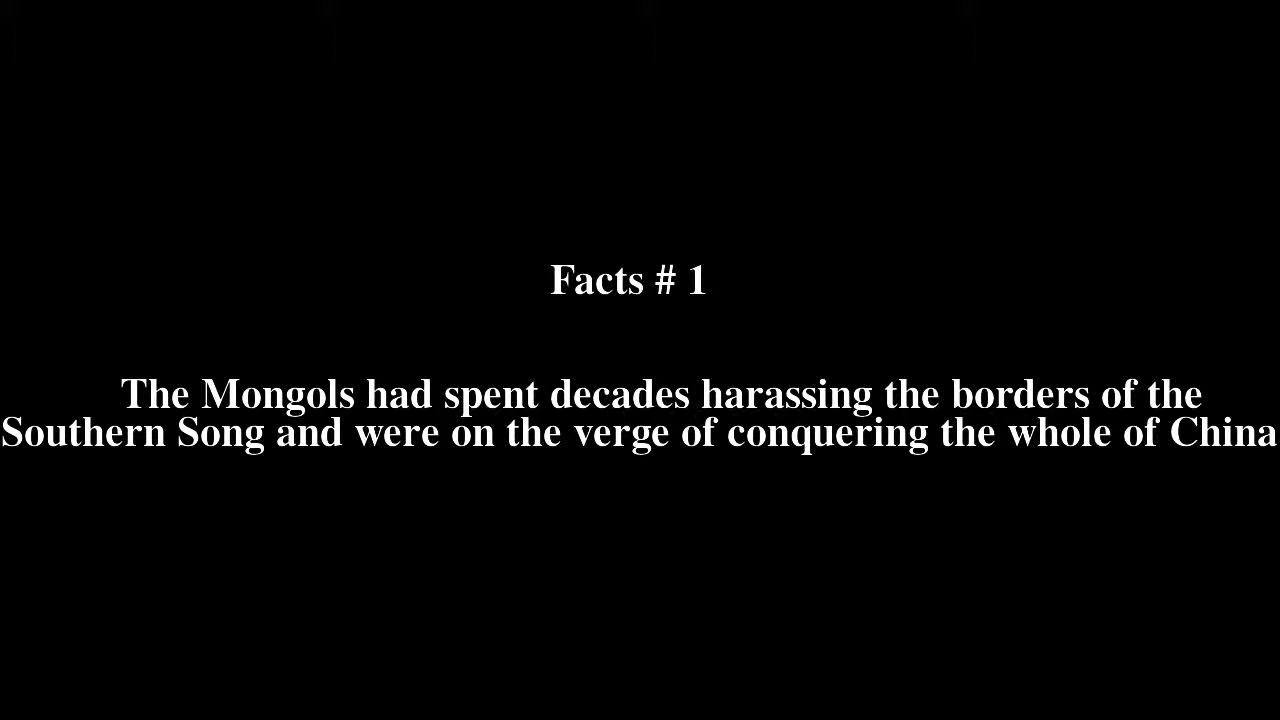 Facts # 1
The Mongols had spent decades harassing the borders of the
Southern Song and were on the verge of conquering the whole of China